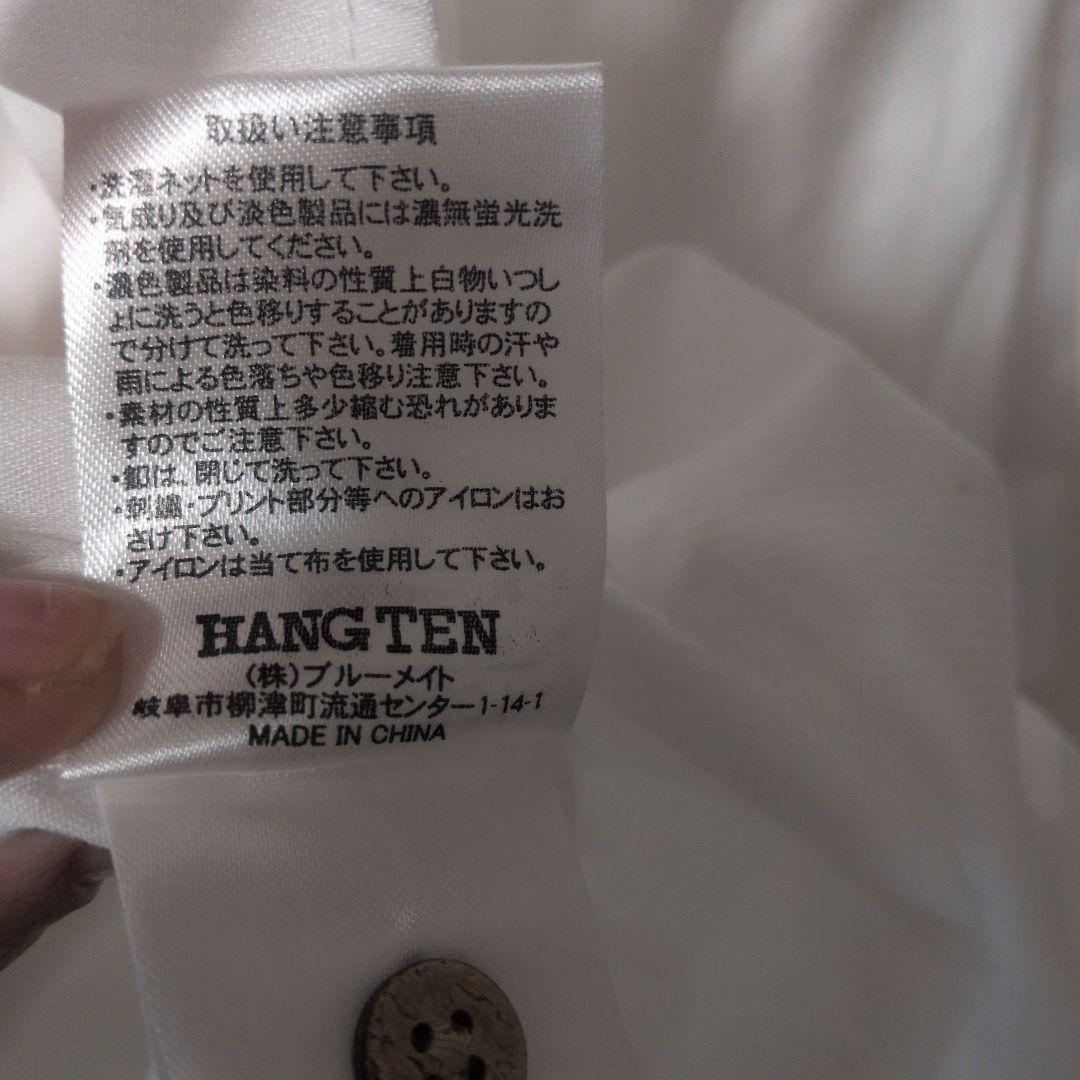 取扱い注意事項
・洗濯ネットを使用して下さい。
・気成り及び淡色製品には濃無蛍光洗
剤を使用してください。
・濃色製品は染料の性質上白物いつし
ょに洗うと色移りすることがありますの
で分けて洗って下さい。着用時の汗や
雨による色落ちや色移り注意下さい。
・素材の性質上多少縮む恐れがありま
すのでご注意下さい。
・釦は、閉じて洗って下さい。
・刺繍・プリント部分等へのアイロンはお
さけ下さい。
・アイロンは当て布を使用して下さい。
HANG TEN
(株)ブルーメイト
岐阜市柳津町流通センター1-14-1
MADE IN CHINA